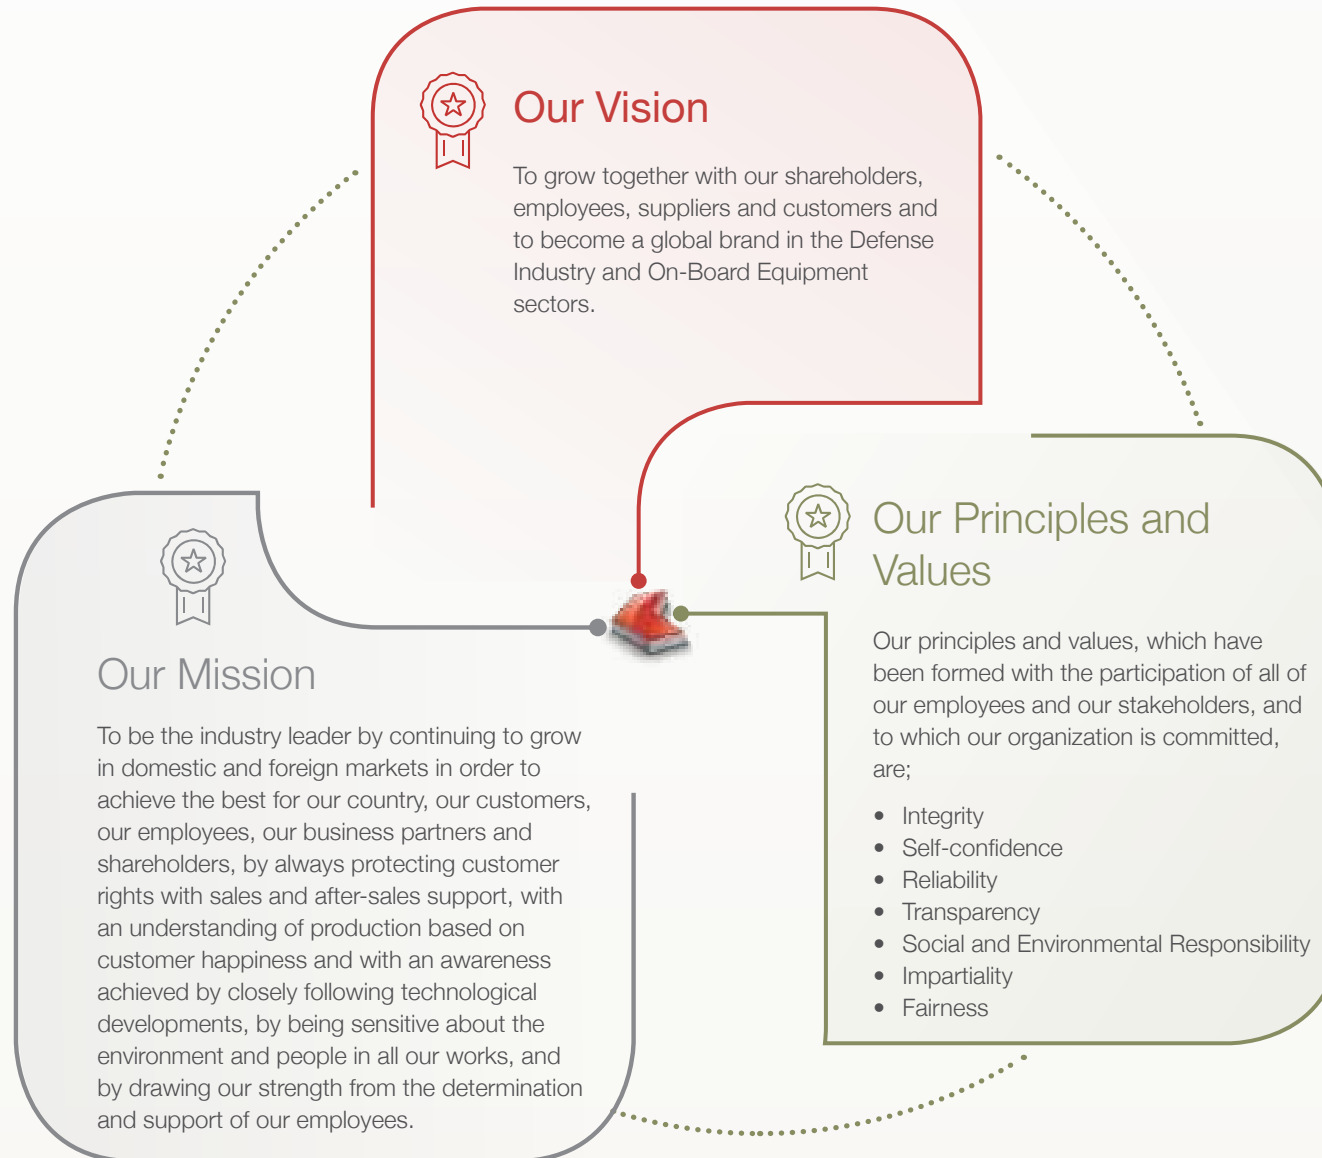 Our Vision
To grow together with our shareholders,
employees, suppliers and customers and
to become a global brand in the Defense
Industry and On-Board Equipment
sectors.
Our Mission
To be the industry leader by continuing to grow
in domestic and foreign markets in order to
achieve the best for our country, our customers,
our employees, our business partners and
shareholders, by always protecting customer
rights with sales and after-sales support, with
an understanding of production based on
customer happiness and with an awareness
achieved by closely following technological
developments, by being sensitive about the
environment and people in all our works, and
by drawing our strength from the determination
and support of our employees.
Our Principles and
Values
Our principles and values, which have
been formed with the participation of all of
our employees and our stakeholders, and
to which our organization is committed,
are;
• Integrity
• Self-confidence
• Reliability
• Transparency
• Social and Environmental Responsibility
• Impartiality
• Fairness